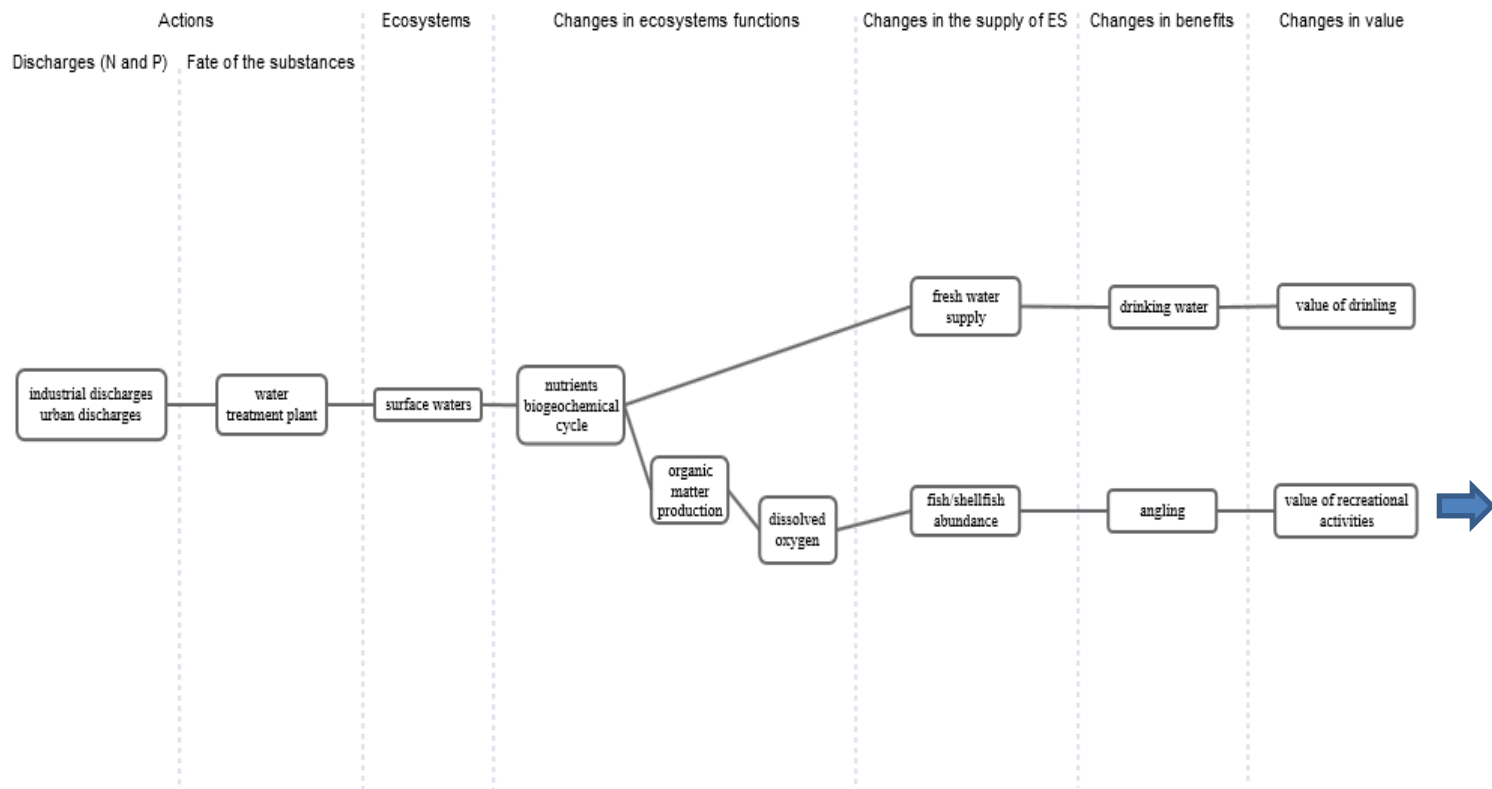 Actions
Ecosystems
Changes in ecosystems functions
Changes in the supply of ES
Changes in benefits
Changes in value
Discharges (N and P)
Fate of the substances
industrial discharges
urban discharges
water
treatment plant
surface waters
nutrients
biogeochemical
cycle
organic
matter
production
dissolved
oxygen
fresh water
supply
drinking water
value of drinling
fish/shellfish
abundance
angling
value of recreational
activities